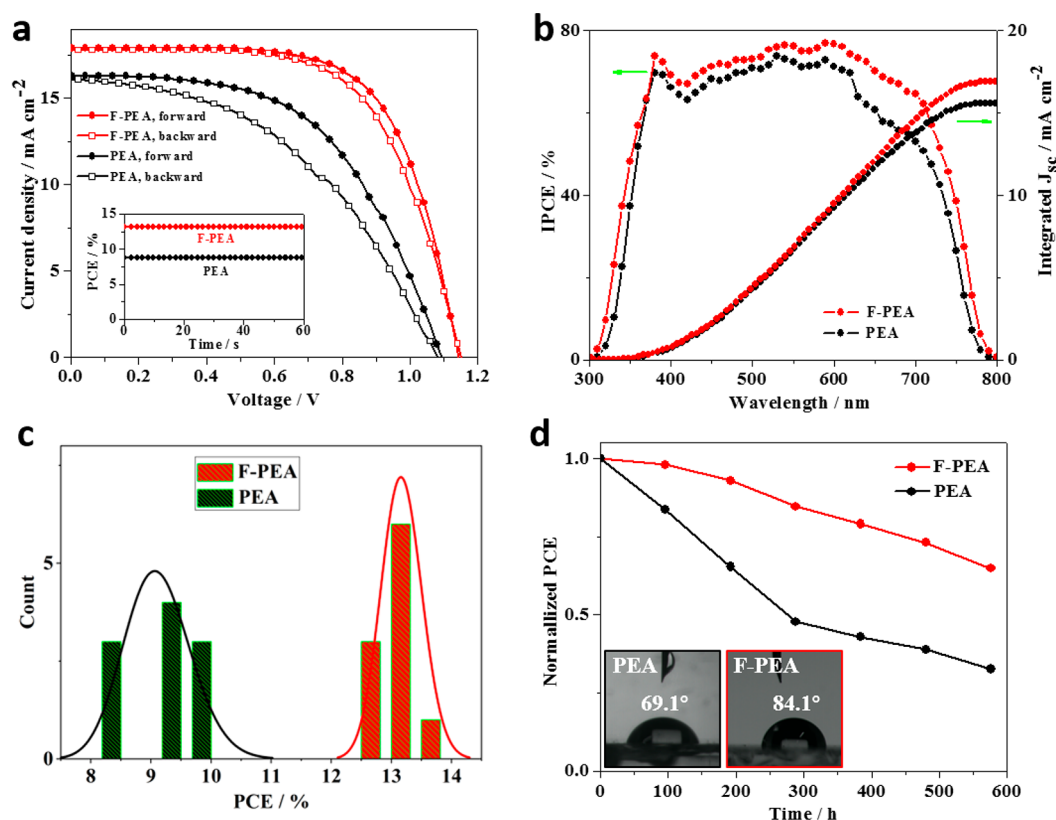 a
Current density / mA cm⁻²
15
10
5
0
0.0 0.2 0.4 0.6 0.8 1.0 1.2
Voltage / V
F-PEA, forward
F-PEA, backward
PEA, forward
PEA, backward
PCE / %
15
10
5
0
0 20 40 60
Time / s
F-PEA
PEA
b
IPCE / %
80
40
0
300 400 500 600 700 800
Wavelength / nm
20
10
0
Integrated Jsc / mA cm⁻²
F-PEA
PEA
c
Count
5
0
8 9 10 11 12 13 14
PCE / %
F-PEA
PEA
d
Normallized PCE
1.0
0.5
0.0
0 100 200 300 400 500 600
Time / h
F-PEA
PEA
PEA
69.1°
F-PEA
84.1°